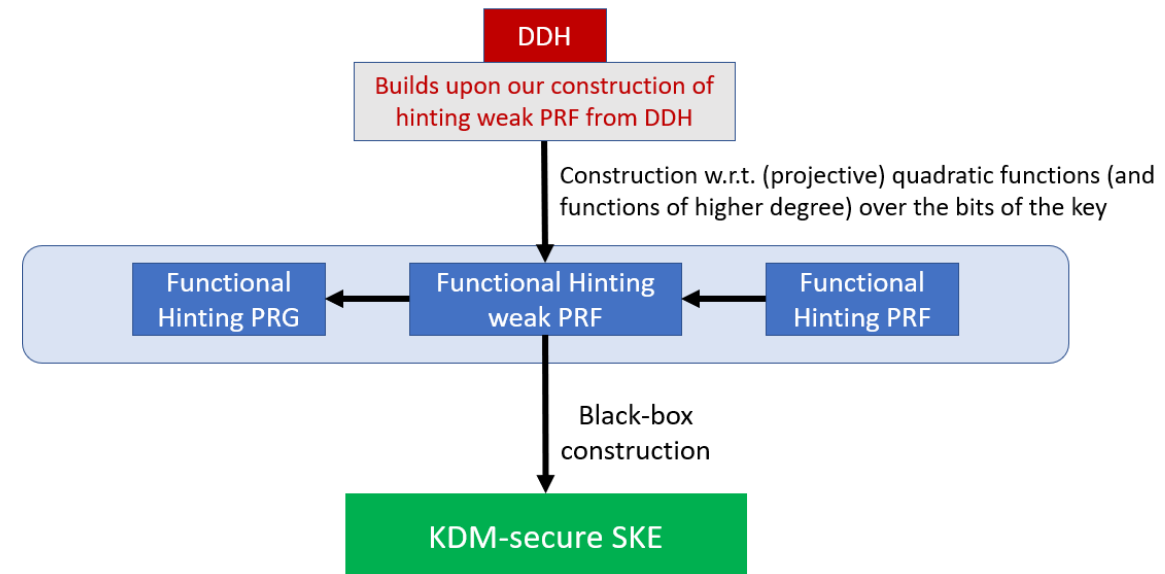 DDH
Builds upon our construction of
hinting weak PRF from DDH
Construction w.r.t. (projective) quadratic functions (and
functions of higher degree) over the bits of the key
Functional
Hinting PRG
Functional Hinting
weak PRF
Functional
Hinting PRF
Black-box
construction
KDM-secure SKE